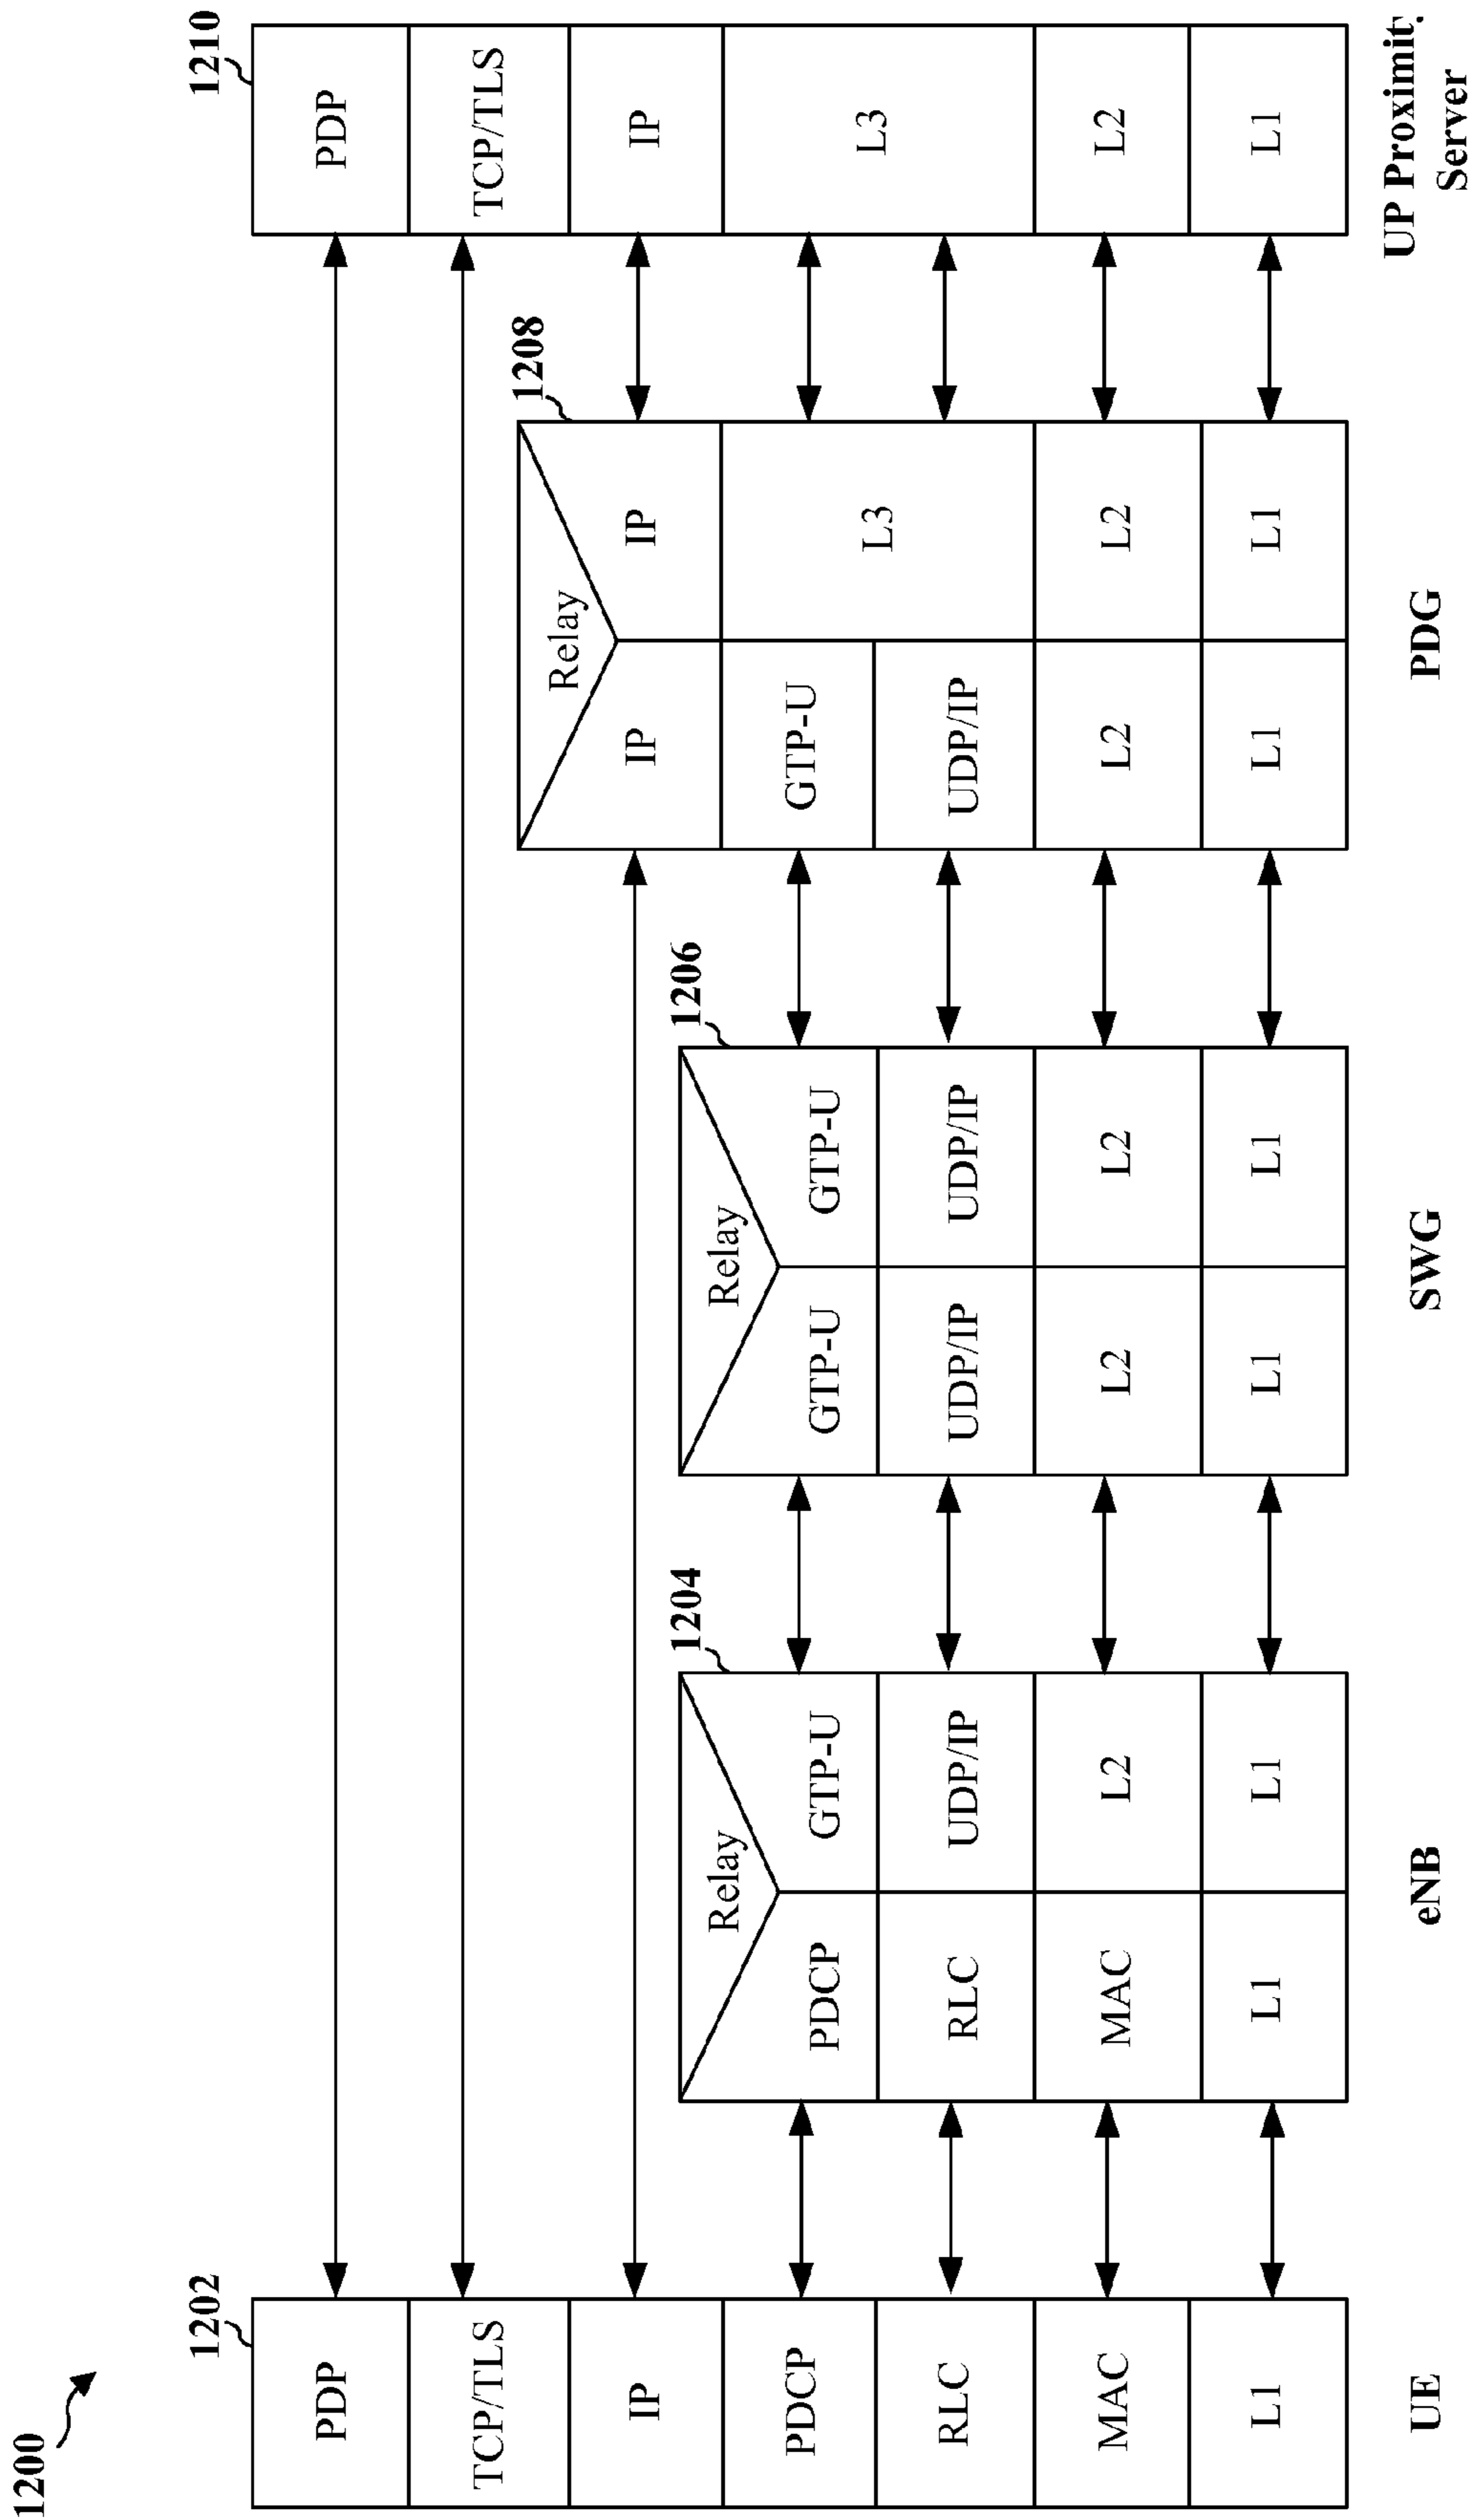 1200
1202
PDP
TCP/TLS
IP
PDCP
RLC
MAC
L1
UE
1204
Relay
PDCP
GTP-U
RLC
UDP/IP
MAC
L2
L1
L1
eNB
1206
Relay
GTP-U
GTP-U
UDP/IP
UDP/IP
L2
L2
L1
L1
SWG
1208
Relay
IP
IP
GTP-U
L3
UDP/IP
L2
L2
L1
L1
PDG
1210
PDP
TCP/TLS
IP
L3
L2
L1
UP Proximit
Server